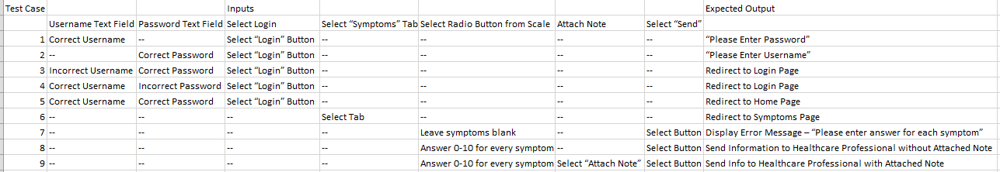 Test Case Inputs Expected Output
Username Text Field Password Text Field Select Login Select “Symptoms” Tab Select Radio Button from Scale Attach Note Select “Send”
1 Correct Username -- Select “Login” Button -- -- -- -- “Please Enter Password”
2 -- Correct Password Select “Login” Button -- -- -- -- “Please Enter Username”
3 Incorrect Username Correct Password Select “Login” Button -- -- -- -- Redirect to Login Page
4 Correct Username Incorrect Password Select “Login” Button -- -- -- -- Redirect to Login Page
5 Correct Username Correct Password Select “Login” Button -- -- -- -- Redirect to Home Page
6 -- -- -- Select Tab -- -- -- Redirect to Symptoms Page
7 -- -- -- -- Leave symptoms blank Select Button Display Error Message – “Please enter answer for each symptom”
8 -- -- -- -- Answer 0-10 for every symptom -- Select Button Send Information to Healthcare Professional without Attached Note
9 -- -- -- -- Answer 0-10 for every symptom Select “Attach Note” Select Button Send Info to Healthcare Professional with Attached Note